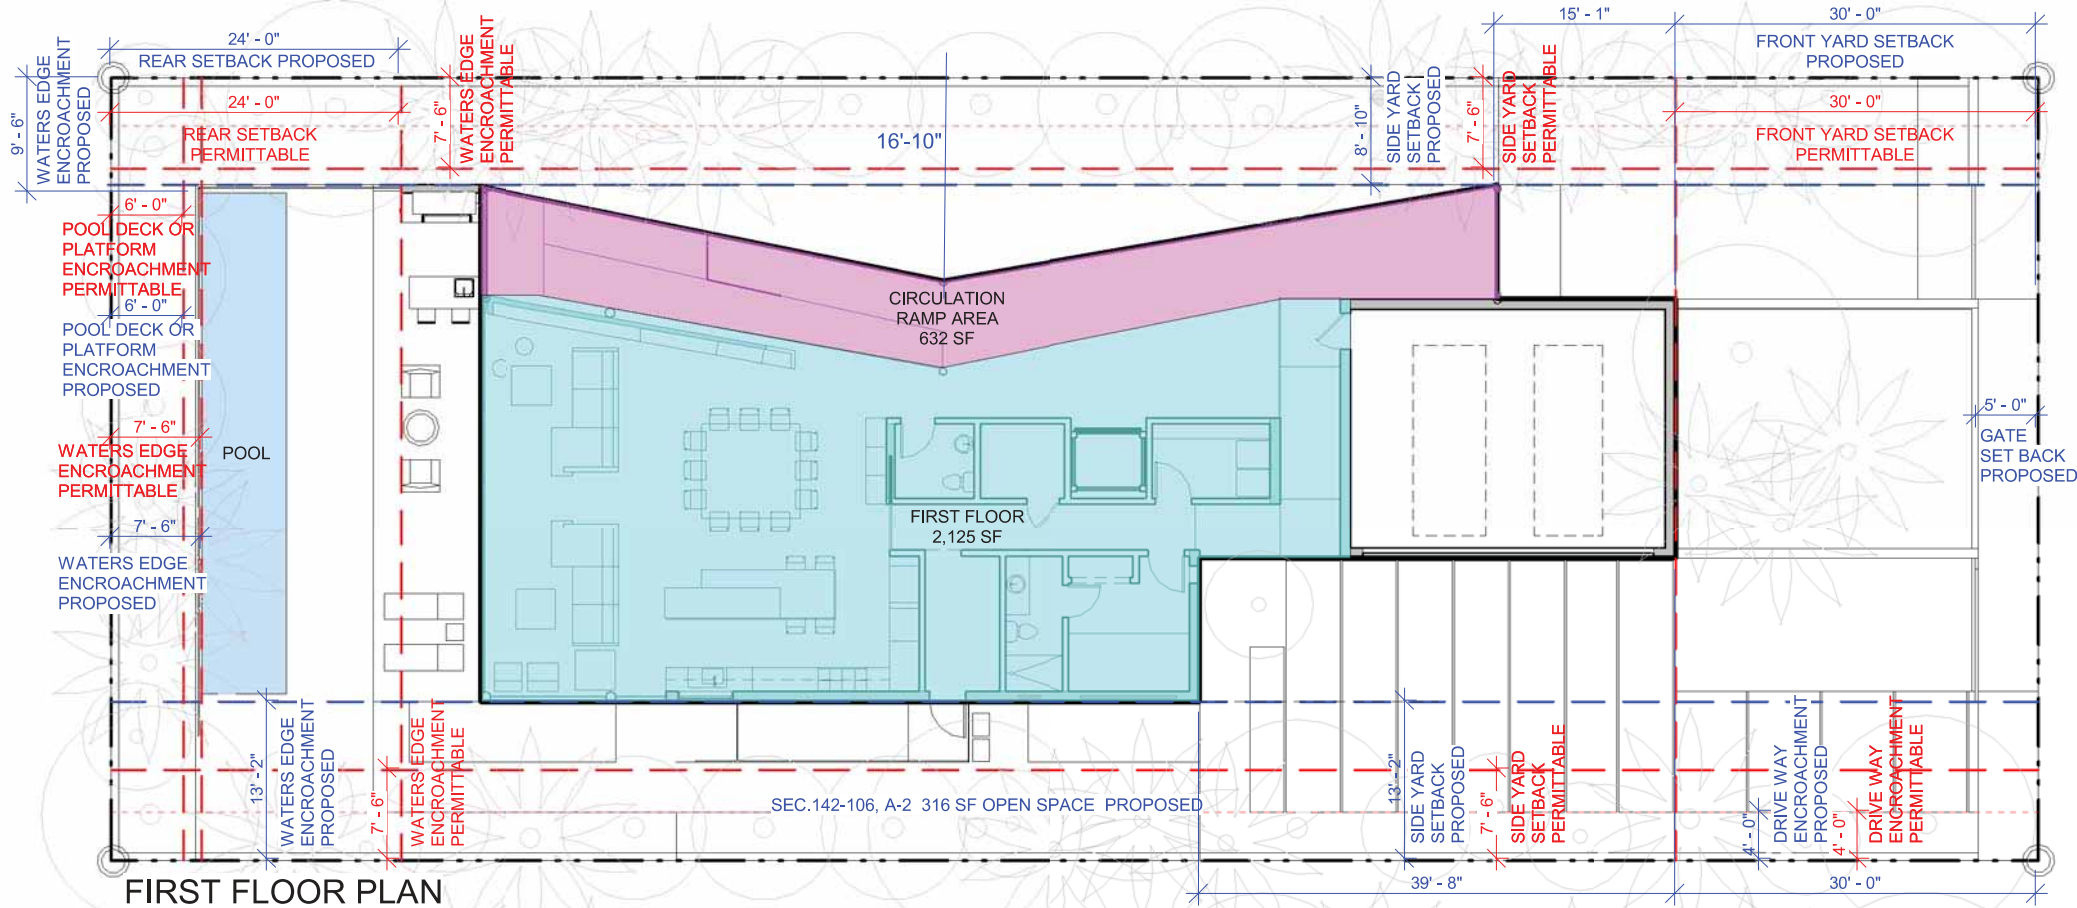 24' - 0"
REAR SETBACK PROPOSED
24' - 0"
REAR SETBACK
PERMITTABLE
9' - 6"
WATERS EDGE
ENCROACHMENT
PROPOSED
7' - 6"
WATERS EDGE
ENCROACHMENT
PERMITTABLE
16'-10"
8' - 10"
SIDE YARD
SETBACK
PROPOSED
7' - 6"
SIDE YARD
SETBACK
PERMITTABLE
15' - 1"
30' - 0"
FRONT YARD SETBACK
PROPOSED
30' - 0"
FRONT YARD SETBACK
PERMITTABLE
6' - 0"
POOL DECK OR
PLATFORM
ENCROACHMENT
PERMITTABLE
6' - 0"
POOL DECK OR
PLATFORM
ENCROACHMENT
PROPOSED
7' - 6"
WATERS EDGE
ENCROACHMENT
PERMITTABLE
7' - 6"
WATERS EDGE
ENCROACHMENT
PROPOSED
POOL
CIRCULATION
RAMP AREA
632 SF
FIRST FLOOR
2,125 SF
5' - 0"
GATE
SET BACK
PROPOSED
13' - 2"
WATERS EDGE
ENCROACHMENT
PROPOSED
7' - 6"
WATERS EDGE
ENCROACHMENT
PERMITTABLE
SEC.142-106, A-2 316 SF OPEN SPACE PROPOSED
13' - 2"
SIDE YARD
SETBACK
PROPOSED
7' - 6"
SIDE YARD
SETBACK
PERMITTABLE
4' - 0"
DRIVE WAY
ENCROACHMENT
PROPOSED
4' - 0"
DRIVE WAY
ENCROACHMENT
PERMITTABLE
39' - 8"
30' - 0"
FIRST FLOOR PLAN